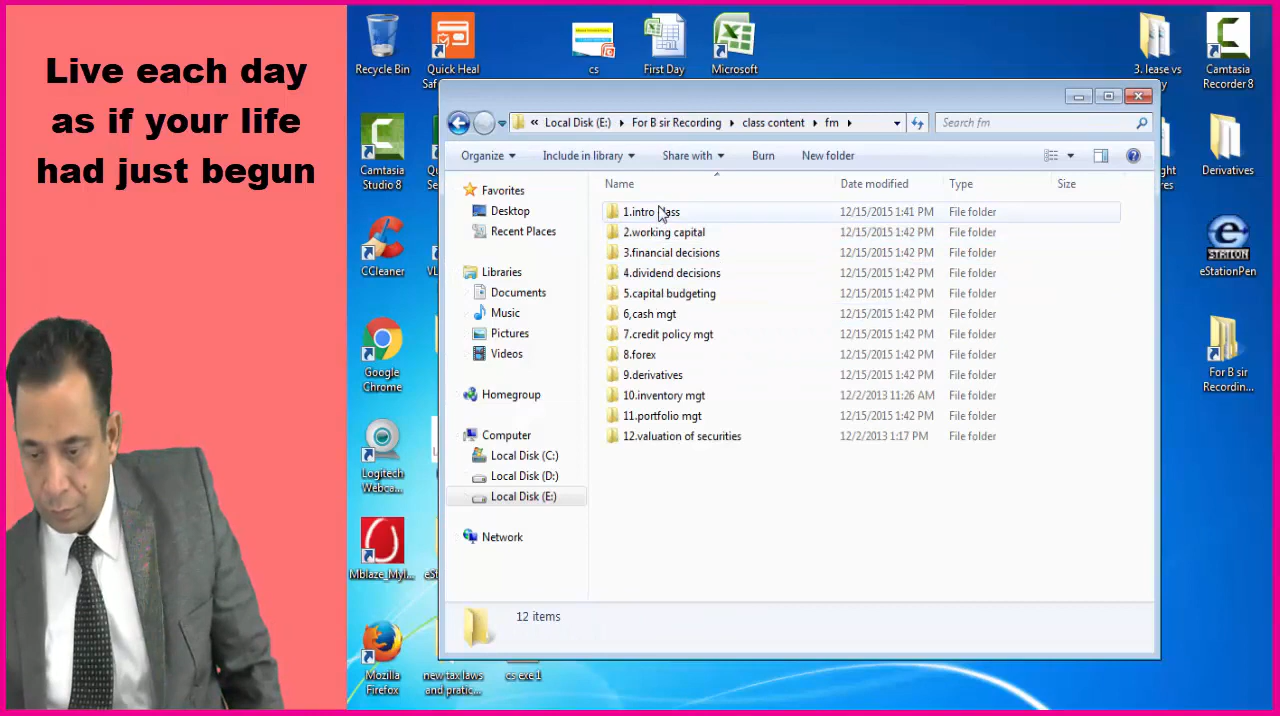 Live each day
as if your life
had just begun
Recycle Bin
Quick Heal
cs
First Day
Microsoft
3. lease vs
Camtasia
Recorder 8
Camtasia
Studio 8
CCleaner
Google
Chrome
Logitech
Webca...
Mblaze_MyI...
Mozilla
Firefox
new tax laws
and pratic...
cs exe 1
Derivatives
eStationPen
For B sir
Recordin...
« Local Disk (E:) For B sir Recording class content fm
Search fm
Organize Include in library Share with Burn New folder
Name Date modified Type Size
Favorites
Desktop
Recent Places
Libraries
Documents
Music
Pictures
Videos
Homegroup
Computer
Local Disk (C:)
Local Disk (D:)
Local Disk (E:)
Network
1.intro class 12/15/2015 1:41 PM File folder
2.working capital 12/15/2015 1:42 PM File folder
3.financial decisions 12/15/2015 1:42 PM File folder
4.dividend decisions 12/15/2015 1:42 PM File folder
5.capital budgeting 12/15/2015 1:42 PM File folder
6,cash mgt 12/15/2015 1:42 PM File folder
7.credit policy mgt 12/15/2015 1:42 PM File folder
8.forex 12/15/2015 1:42 PM File folder
9.derivatives 12/15/2015 1:42 PM File folder
10.inventory mgt 12/2/2013 11:26 AM File folder
11.portfolio mgt 12/15/2015 1:42 PM File folder
12.valuation of securities 12/2/2013 1:17 PM File folder
12 items